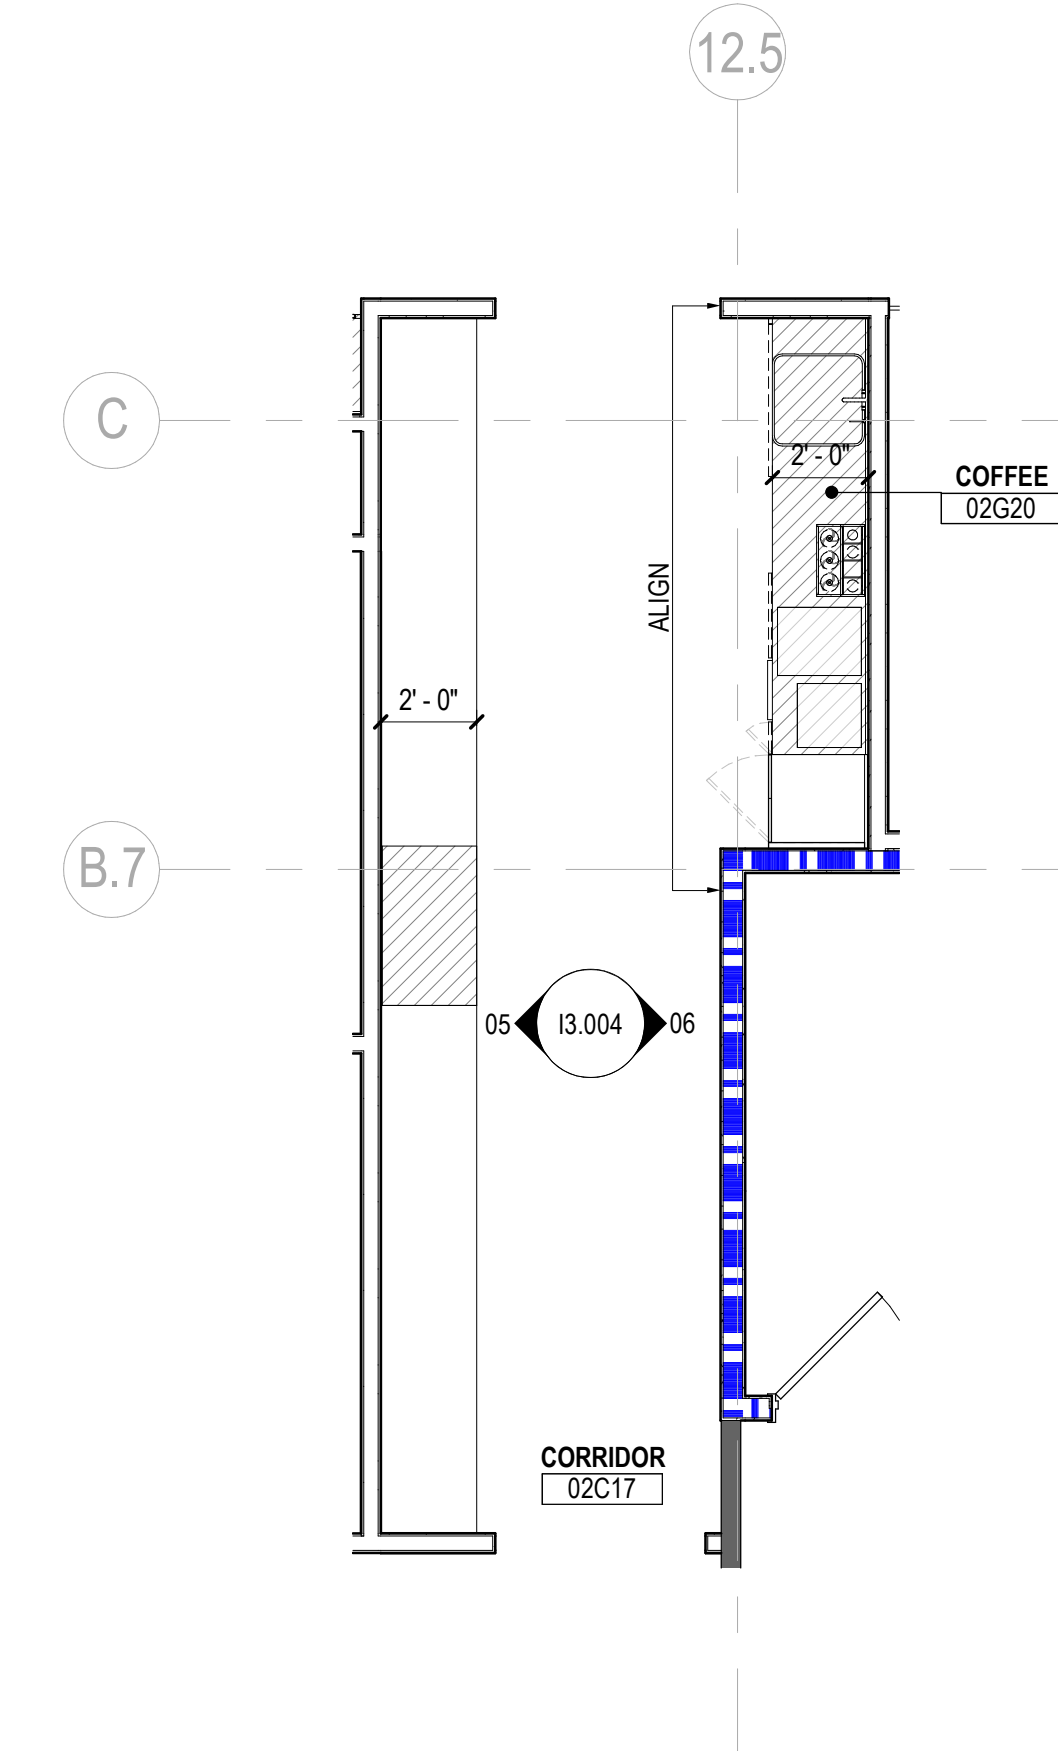 12.5
C
2' - 0"
COFFEE
02G20
ALIGN
2' - 0"
B.7
05
I3.004
06
CORRIDOR
02C17